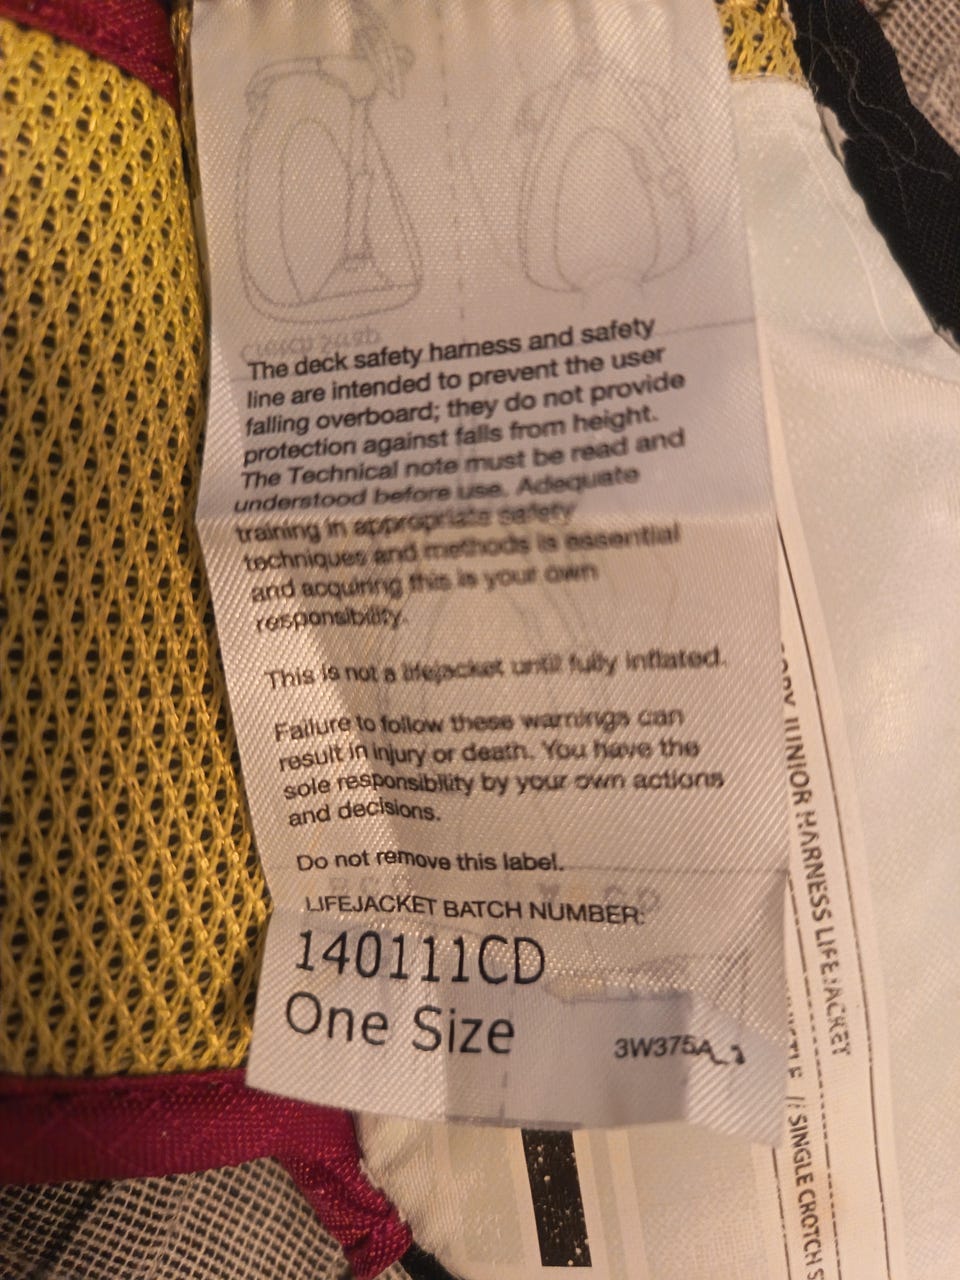 The deck safety harness and safety
line are intended to prevent the user
falling overboard; they do not provide
protection against falls from height.
The Technical note must be read and
understood before use. Adequate
training in appropriate safety
techniques and methods is essential
and acquiring this is your own
responsibility.
This is not a lifejacket until fully inflated.
Failure to follow these warnings can
result in injury or death. You have the
sole responsibility by your own actions
and decisions.
Do not remove this label.
LIFEJACKET BATCH NUMBER:
140111CD
One Size
3W375A_1
JUNIOR HARNESS LIFEJACKET
// SINGLE CROTCH